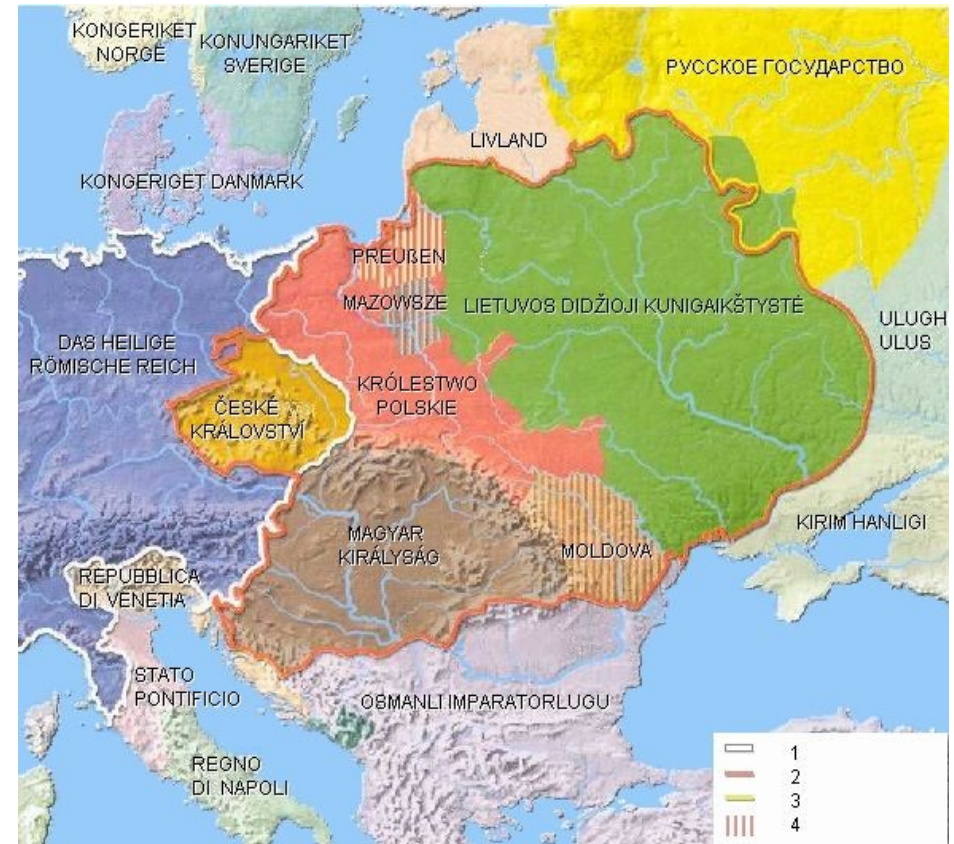 KONGERIKET
NORGE
KONUNGARIKET
SVERIGE
РУССКОЕ ГОСУДАРСТВО
LIVLAND
KONGERIGET DANMARK
PREUßEN
MAZOWSZE
LIETUVOS DIDŽIOJI KUNIGAIKŠTYSTĖ
ULUGH
ULUS
DAS HEILIGE
RÖMISCHE REICH
KRÓLESTWO
POLSKIE
ČESKÉ
KRÁLOVSTVÍ
KIRIM HANLIGI
MAGYAR
KIRÁLYSÁG
MOLDOVA
REPUBBLICA
DI VENETIA
STATO
PONTIFICIO
OSMANLI IMPARATORLUGU
REGNO
DI NAPOLI
1
2
3
4